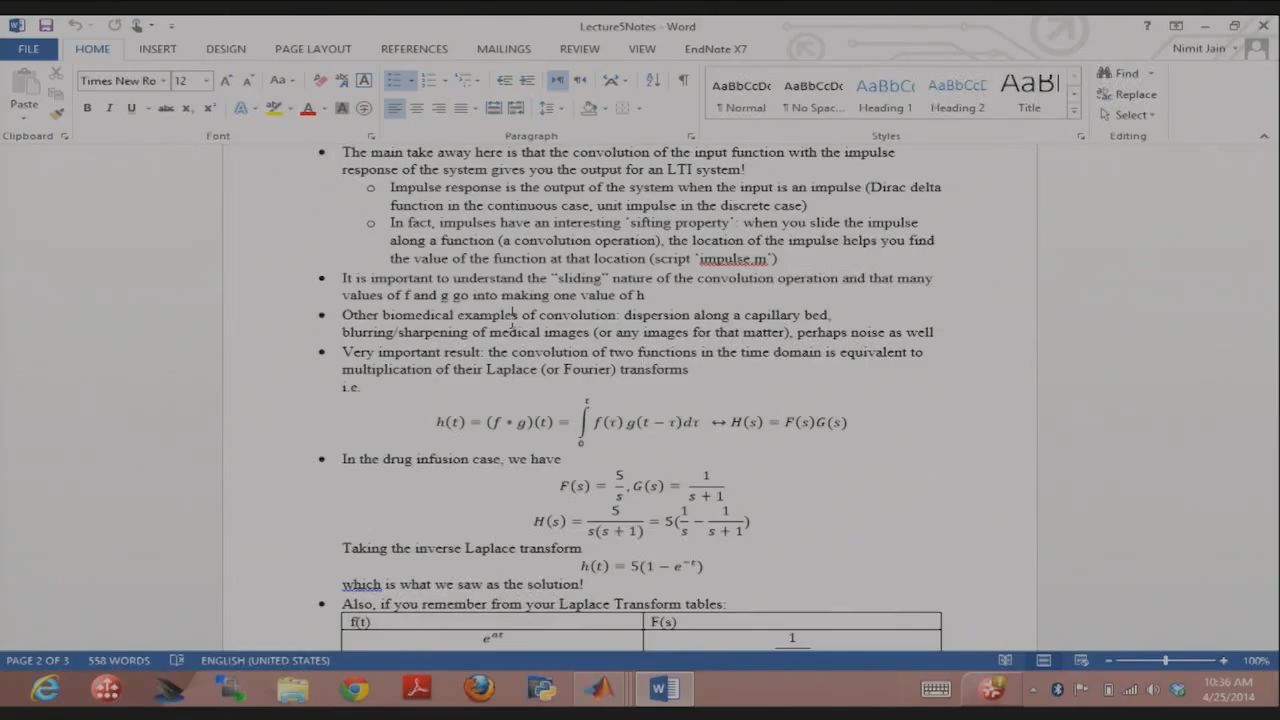 Lecture5Notes - Word
FILE HOME INSERT DESIGN PAGE LAYOUT REFERENCES MAILINGS REVIEW VIEW EndNote X7 Nimit Jain
Times New Ro 12 Aa A
Paste B I U abc X₂ X² A
AaBbCcDc AaBbCcDc AaBbC AaBbCcD AaBl
¶ Normal ¶ No Spac... Heading 1 Heading 2 Title
Find
Replace
Select
Clipboard Font Paragraph Styles Editing
• The main take away here is that the convolution of the input function with the impulse
response of the system gives you the output for an LTI system!
o Impulse response is the output of the system when the input is an impulse (Dirac delta
function in the continuous case, unit impulse in the discrete case)
o In fact, impulses have an interesting 'sifting property': when you slide the impulse
along a function (a convolution operation), the location of the impulse helps you find
the value of the function at that location (script 'impulse.m')
• It is important to understand the "sliding" nature of the convolution operation and that many
values of f and g go into making one value of h
• Other biomedical examples of convolution: dispersion along a capillary bed,
blurring/sharpening of medical images (or any images for that matter), perhaps noise as well
• Very important result: the convolution of two functions in the time domain is equivalent to
multiplication of their Laplace (or Fourier) transforms
i.e.
h(t) = (f * g)(t) = ∫₀ᵗ f(τ) g(t − τ)dτ ↔ H(s) = F(s)G(s)
• In the drug infusion case, we have
F(s) = 5/s, G(s) = 1/(s + 1)
H(s) = 5/(s(s + 1)) = 5(1/s − 1/(s + 1))
Taking the inverse Laplace transform
h(t) = 5(1 − e⁻ᵗ)
which is what we saw as the solution!
• Also, if you remember from your Laplace Transform tables:
f(t) F(s)
eᵃᵗ 1
PAGE 2 OF 3 558 WORDS ENGLISH (UNITED STATES) 100%
10:36 AM
4/25/2014